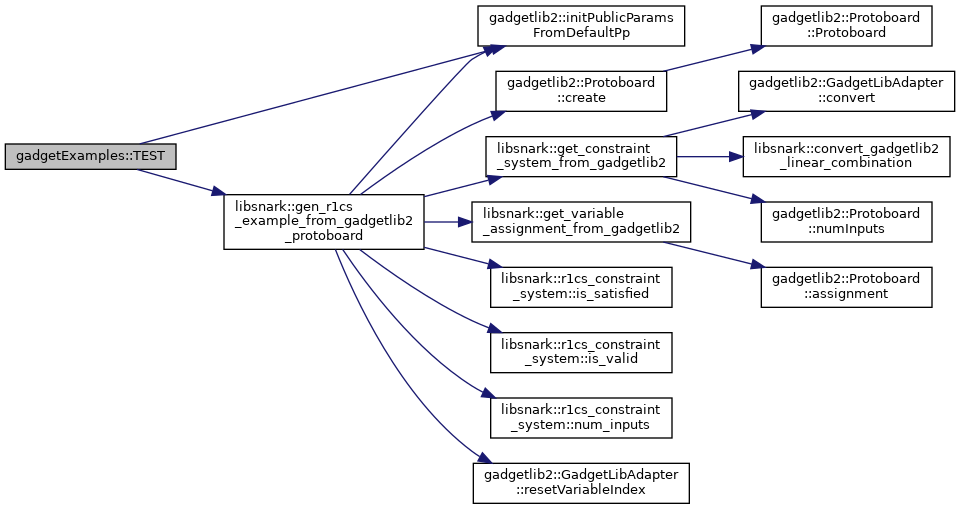 gadgetExamples::TEST
libsnark::gen_r1cs
_example_from_gadgetlib2
_protoboard
gadgetlib2::initPublicParams
FromDefaultPp
gadgetlib2::Protoboard
::create
libsnark::get_constraint
_system_from_gadgetlib2
libsnark::get_variable
_assignment_from_gadgetlib2
libsnark::r1cs_constraint
_system::is_satisfied
libsnark::r1cs_constraint
_system::is_valid
libsnark::r1cs_constraint
_system::num_inputs
gadgetlib2::GadgetLibAdapter
::resetVariableIndex
gadgetlib2::Protoboard
::Protoboard
gadgetlib2::GadgetLibAdapter
::convert
libsnark::convert_gadgetlib2
_linear_combination
gadgetlib2::Protoboard
::numInputs
gadgetlib2::Protoboard
::assignment